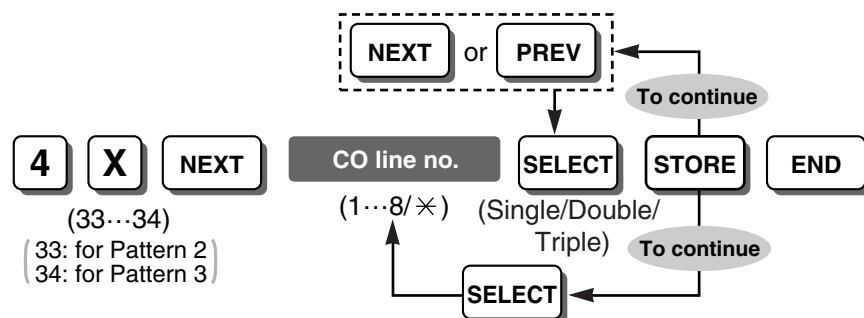 NEXT or PREV
To continue
4 X NEXT CO line no. SELECT STORE END
(33···34) (1···8/✳) (Single/Double/
Triple)
33: for Pattern 2
34: for Pattern 3
To continue
SELECT